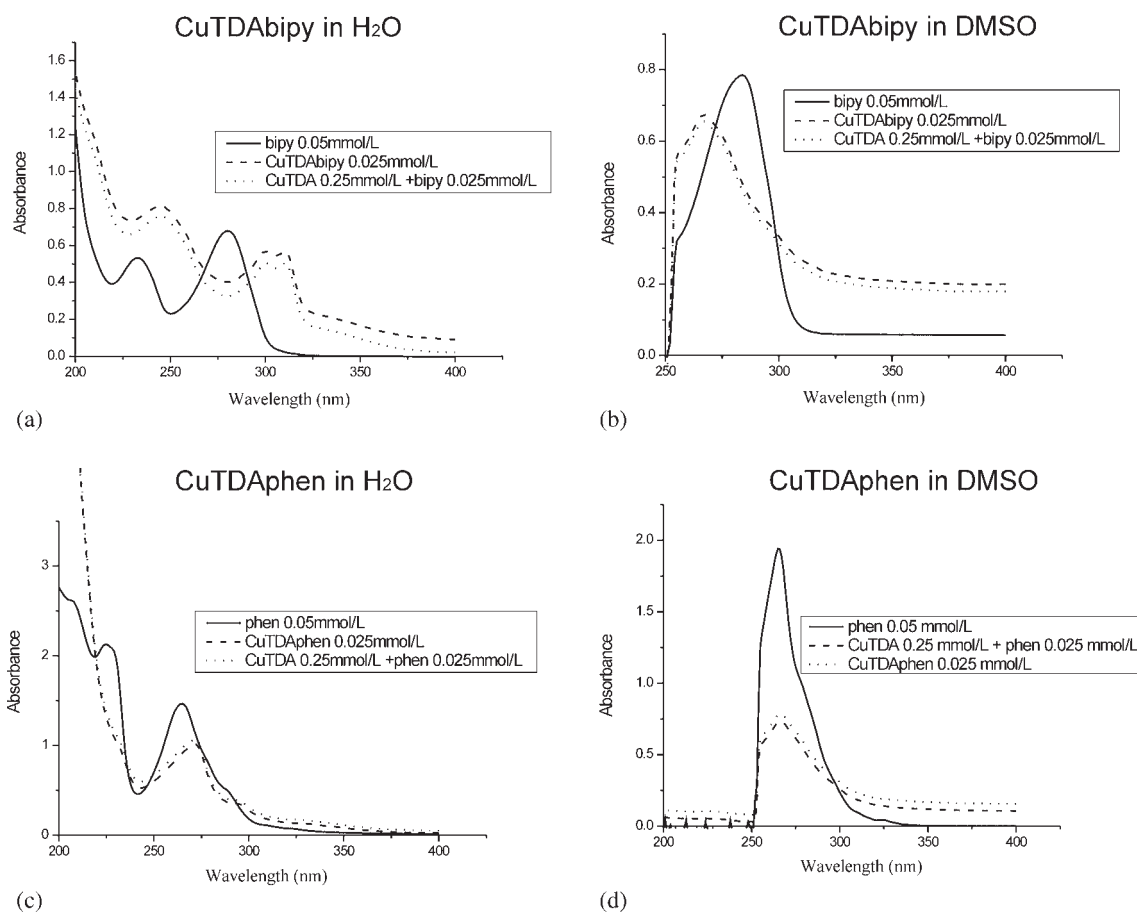 CuTDAbipy in H2O
1.6
1.4
1.2
1.0
0.8
0.6
0.4
0.2
0.0
Absorbance
bipy 0.05mmol/L
CuTDAbipy 0.025mmol/L
CuTDA 0.25mmol/L +bipy 0.025mmol/L
200
250
300
350
400
Wavelength (nm)
(a)
CuTDAbipy in DMSO
0.8
0.6
0.4
0.2
0.0
Absorbance
bipy 0.05mmol/L
CuTDAbipy 0.025mmol/L
CuTDA 0.25mmol/L +bipy 0.025mmol/L
250
300
350
400
Wavelength (nm)
(b)
CuTDAphen in H2O
3
2
1
0
Absorbance
phen 0.05mmol/L
CuTDAphen 0.025mmol/L
CuTDA 0.25mmol/L +phen 0.025mmol/L
200
250
300
350
400
Wavelength (nm)
(c)
CuTDAphen in DMSO
2.0
1.5
1.0
0.5
0.0
Absorbance
phen 0.05 mmol/L
CuTDA 0.25 mmol/L + phen 0.025 mmol/L
CuTDAphen 0.025 mmol/L
200
250
300
350
400
Wavelength (nm)
(d)